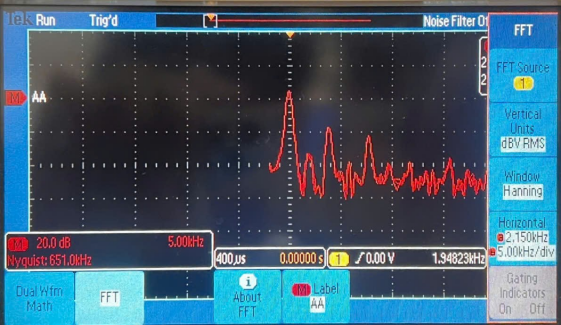 Tek Run Trig'd Noise Filter Of
FFT
FFT Source
1
Vertical
Units
dBV RMS
Window
Hanning
Horizontal
a 2.150kHz
a 5.00kHz/div
Gating
Indicators
On Off
2
2
M AA
M 20.0 dB 5.00kHz
Nyquist: 651.0kHz
400µs 0.00000 s
1 / 0.00 V 1.94823kHz
Dual Wfm
Math
FFT
i
About
FFT
M Label
AA